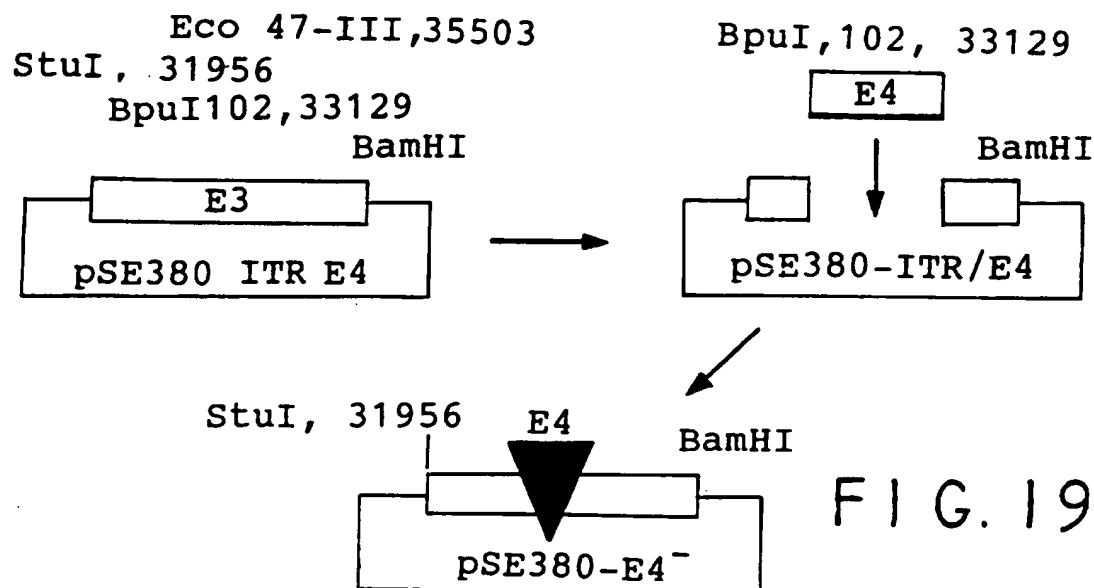 Eco 47-III,35503
StuI, 31956
BpuI102,33129
BamHI
E3
pSE380 ITR E4
BpuI,102, 33129
E4
BamHI
pSE380-ITR/E4
StuI, 31956
E4
BamHI
pSE380-E4⁻
FIG. 19